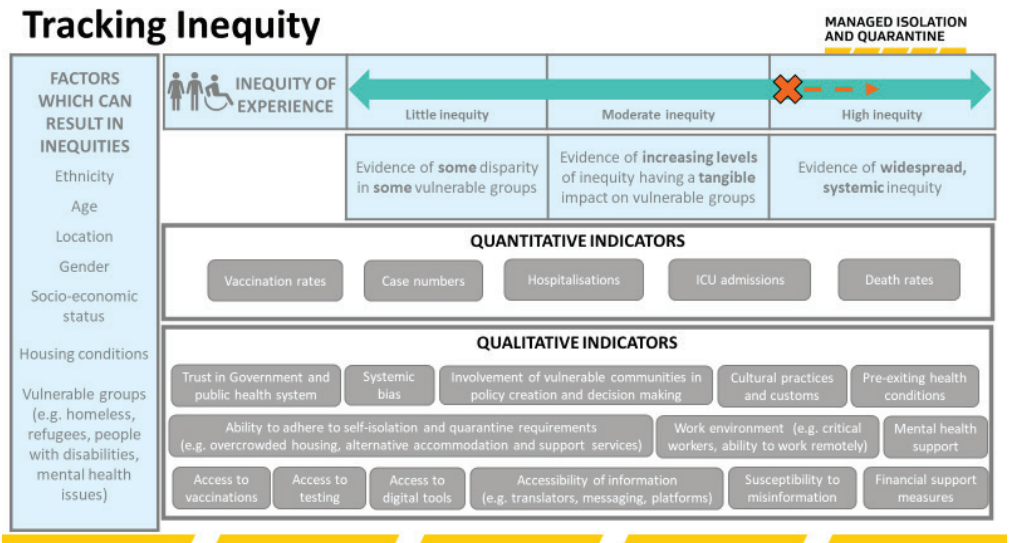 Tracking Inequity
MANAGED ISOLATION
AND QUARANTINE
FACTORS
WHICH CAN
RESULT IN
INEQUITIES
Ethnicity
Age
Location
Gender
Socio-economic
status
Housing conditions
Vulnerable groups
(e.g. homeless,
refugees, people
with disabilities,
mental health
issues)
INEQUITY OF
EXPERIENCE
Little inequity
Moderate inequity
High inequity
Evidence of some disparity
in some vulnerable groups
Evidence of increasing levels
of inequity having a tangible
impact on vulnerable groups
Evidence of widespread,
systemic inequity
QUANTITATIVE INDICATORS
Vaccination rates
Case numbers
Hospitalisations
ICU admissions
Death rates
QUALITATIVE INDICATORS
Trust in Government and
public health system
Systemic
bias
Involvement of vulnerable communities in
policy creation and decision making
Cultural practices
and customs
Pre-exiting health
conditions
Ability to adhere to self-isolation and quarantine requirements
(e.g. overcrowded housing, alternative accommodation and support services)
Work environment (e.g. critical
workers, ability to work remotely)
Mental health
support
Access to
vaccinations
Access to
testing
Access to
digital tools
Accessibility of information
(e.g. translators, messaging, platforms)
Susceptibility to
misinformation
Financial support
measures